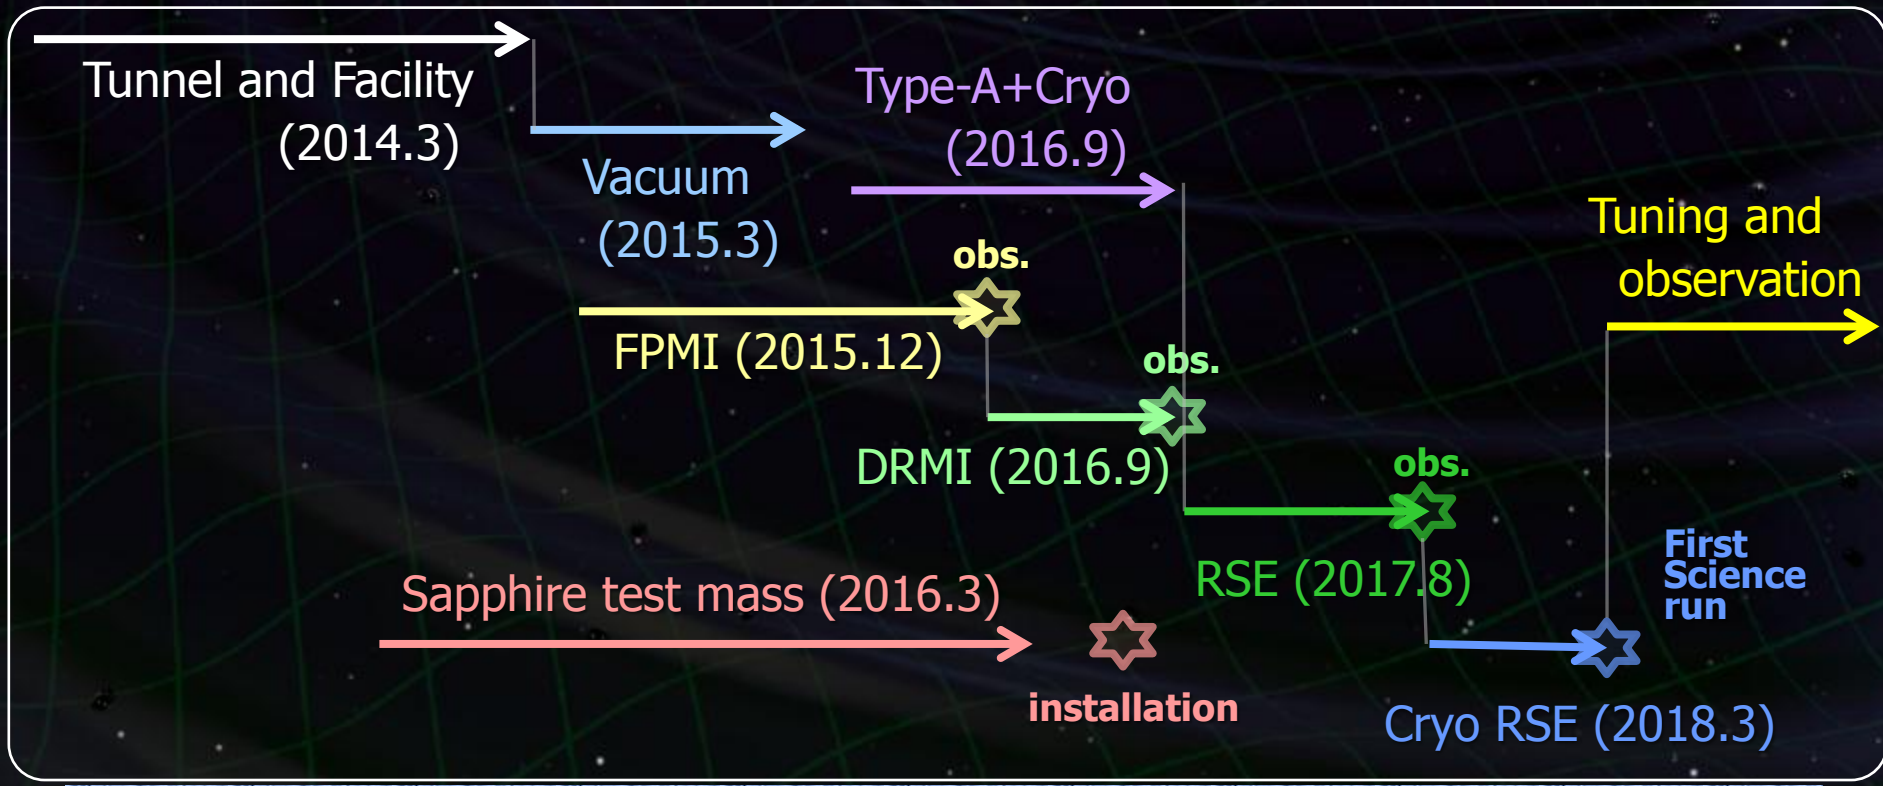 Tunnel and Facility
(2014.3)
Type-A+Cryo
(2016.9)
Vacuum
(2015.3)
Tuning and
observation
obs.
FPMI (2015.12)
obs.
DRMI (2016.9)
obs.
RSE (2017.8)
First
Science
run
Sapphire test mass (2016.3)
installation
Cryo RSE (2018.3)